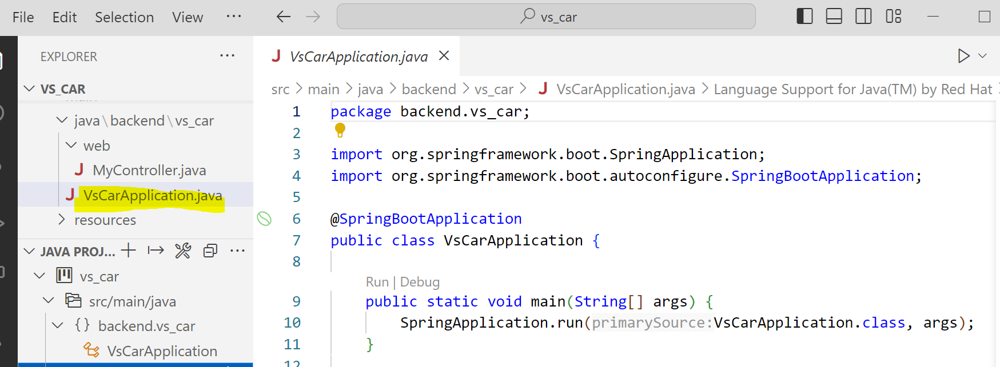 File Edit Selection View ··· vs_car
EXPLORER ···
VS_CAR
java\backend\vs_car
web
J MyController.java
J VsCarApplication.java
resources
JAVA PROJ... ···
vs_car
src/main/java
{} backend.vs_car
VsCarApplication
J VsCarApplication.java
src > main > java > backend > vs_car > J VsCarApplication.java > Language Support for Java(TM) by Red Hat
1 package backend.vs_car;
2
3 import org.springframework.boot.SpringApplication;
4 import org.springframework.boot.autoconfigure.SpringBootApplication;
5
6 @SpringBootApplication
7 public class VsCarApplication {
8
Run | Debug
9 public static void main(String[] args) {
10 SpringApplication.run(primarySource:VsCarApplication.class, args);
11 }
12